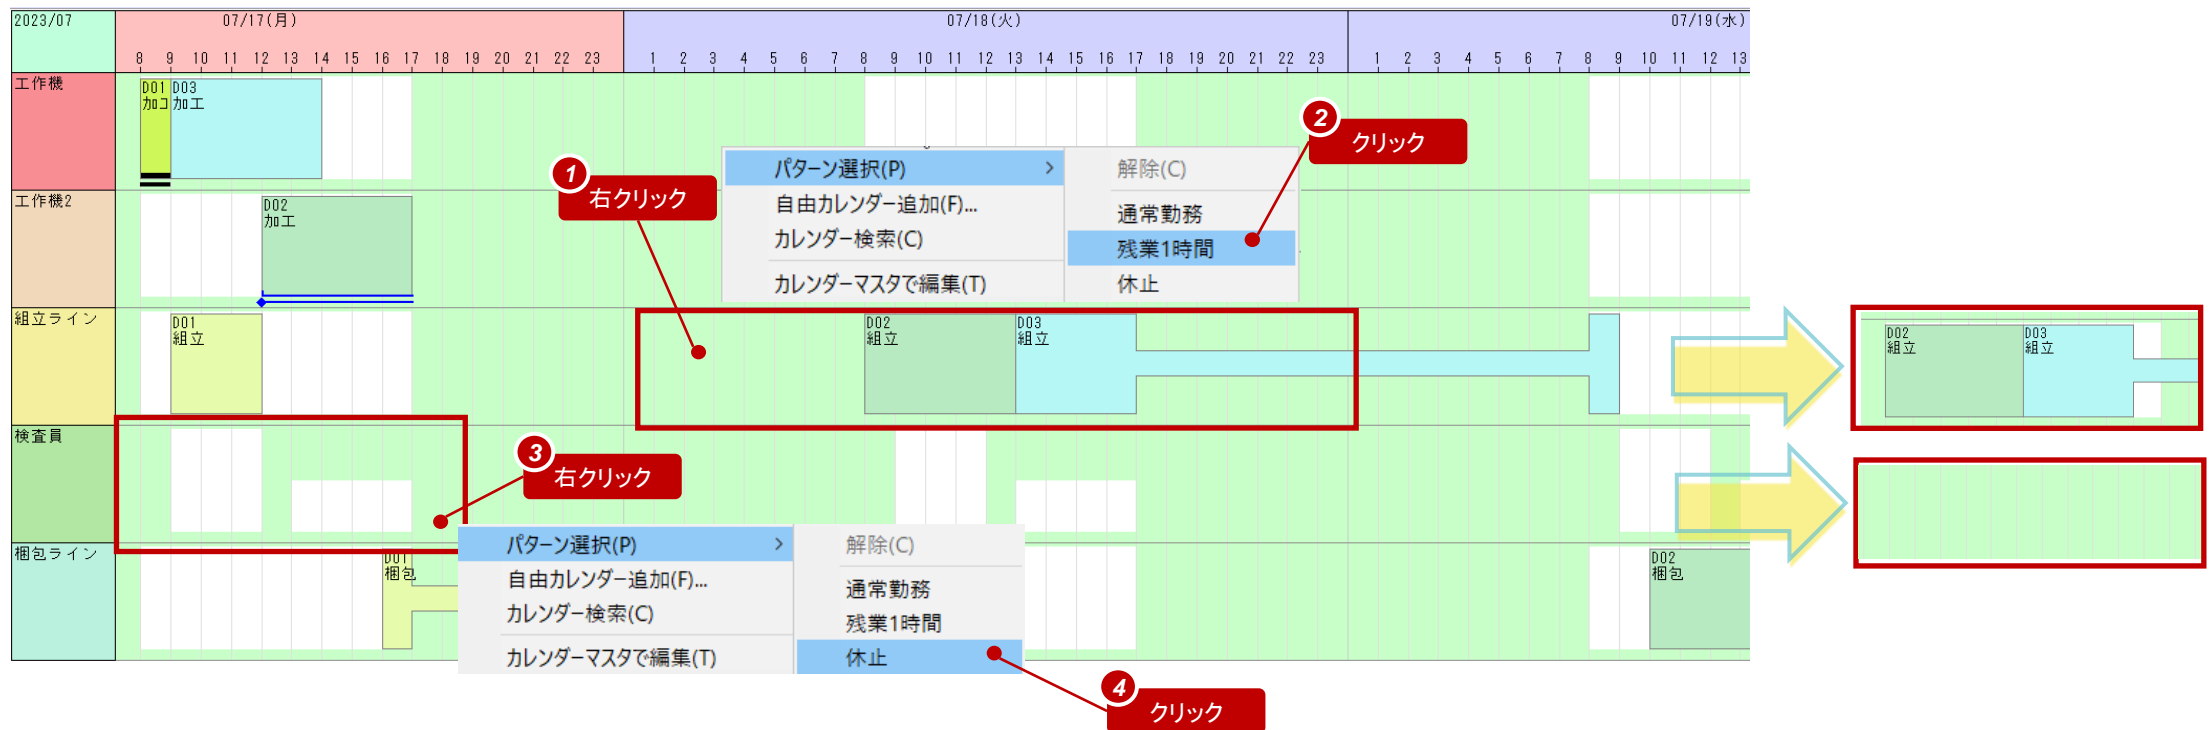 2023/07 07/17(月) 07/18(火) 07/19(水)
8 9 10 11 12 13 14 15 16 17 18 19 20 21 22 23 1 2 3 4 5 6 7 8 9 10 11 12 13 14 15 16 17 18 19 20 21 22 23 1 2 3 4 5 6 7 8 9 10 11 12 13
工作機
D01 D03
加工 加工
2
クリック
1
右クリック
パターン選択(P) >
自由カレンダー追加(F)...
カレンダー検索(C)
カレンダーマスタで編集(T)
解除(C)
通常勤務
残業1時間
休止
工作機2
D02
加工
組立ライン
D01
組立
D02
組立
D03
組立
D02
組立
D03
組立
検査員
3
右クリック
パターン選択(P) >
自由カレンダー追加(F)...
カレンダー検索(C)
カレンダーマスタで編集(T)
解除(C)
通常勤務
残業1時間
休止
梱包ライン
D01
梱包
D02
梱包
4
クリック